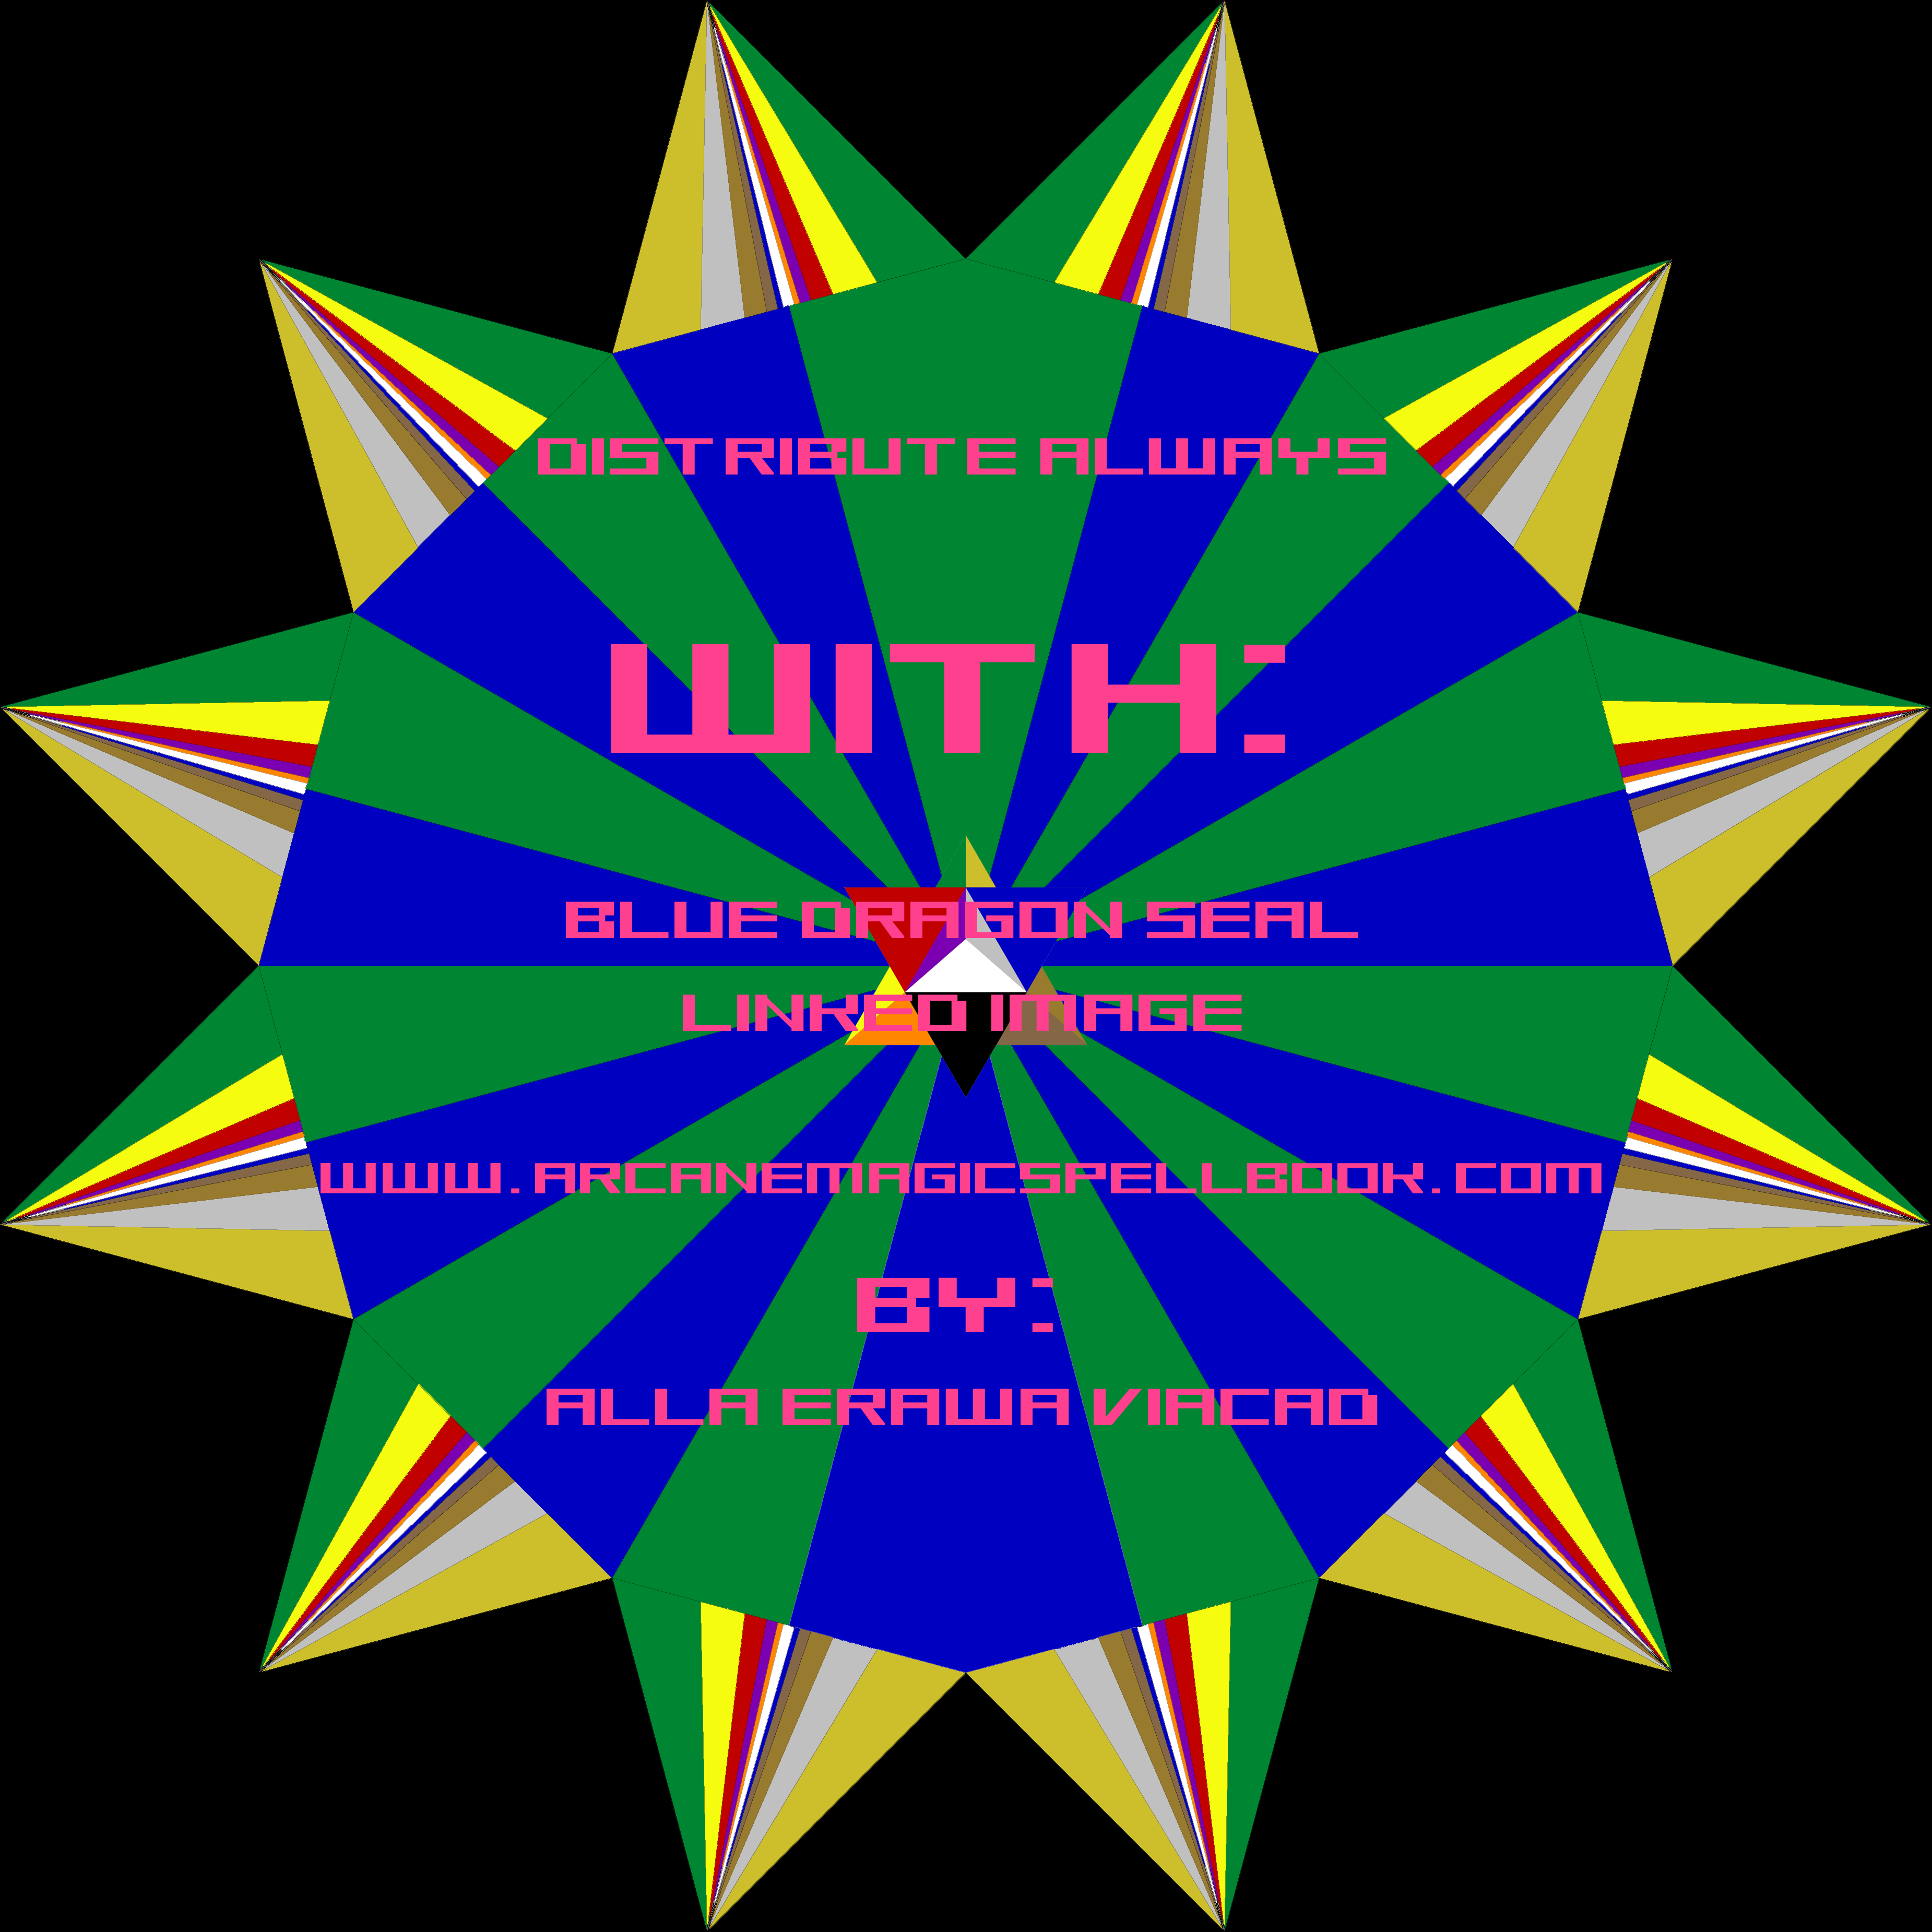 DISTRIBUTE ALWAYS
WITH:
BLUE DRAGON SEAL
LINKED IMAGE
WWW.ARCANEMAGICSPELLBOOK.COM
BY:
ALLA ERAWA VIACAD